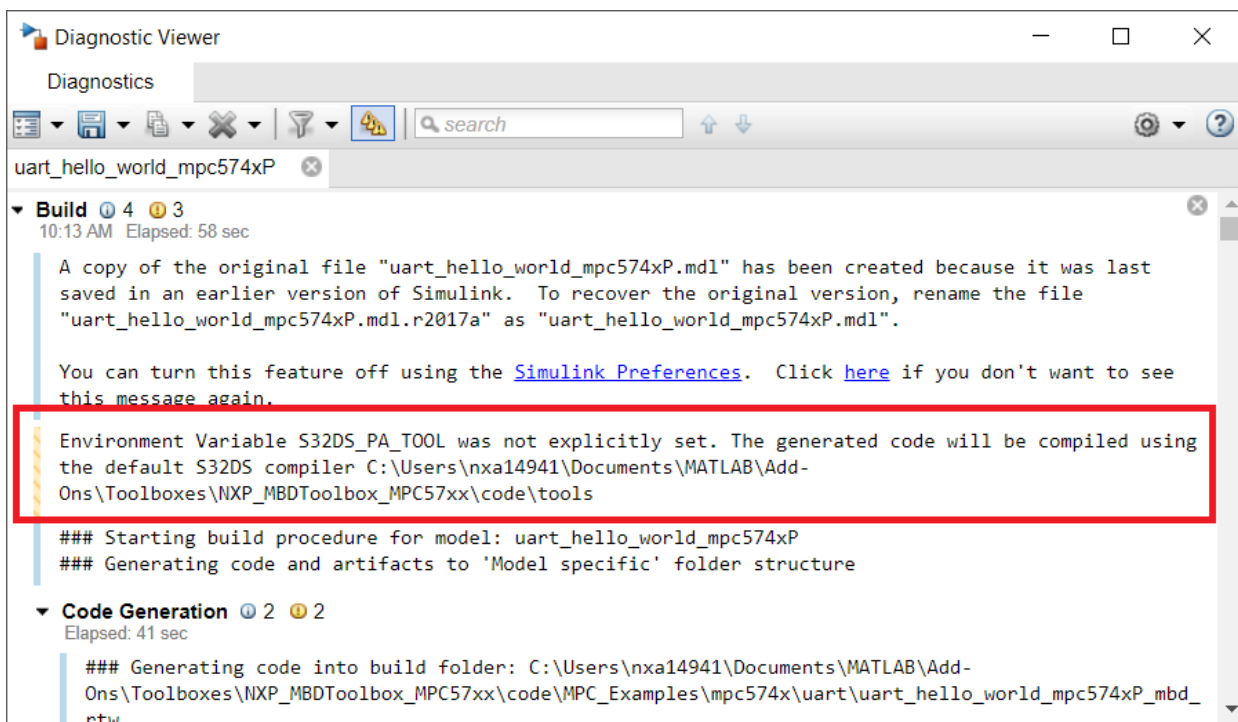 Diagnostic Viewer
Diagnostics
search
uart_hello_world_mpc574xP
Build 4 3
10:13 AM Elapsed: 58 sec
A copy of the original file "uart_hello_world_mpc574xP.mdl" has been created because it was last
saved in an earlier version of Simulink.  To recover the original version, rename the file
"uart_hello_world_mpc574xP.mdl.r2017a" as "uart_hello_world_mpc574xP.mdl".
You can turn this feature off using the Simulink Preferences.  Click here if you don't want to see
this message again.
Environment Variable S32DS_PA_TOOL was not explicitly set. The generated code will be compiled using
the default S32DS compiler C:\Users\nxa14941\Documents\MATLAB\Add-
Ons\Toolboxes\NXP_MBDToolbox_MPC57xx\code\tools
### Starting build procedure for model: uart_hello_world_mpc574xP
### Generating code and artifacts to 'Model specific' folder structure
Code Generation 2 2
Elapsed: 41 sec
### Generating code into build folder: C:\Users\nxa14941\Documents\MATLAB\Add-
Ons\Toolboxes\NXP_MBDToolbox_MPC57xx\code\MPC_Examples\mpc574x\uart\uart_hello_world_mpc574xP_mbd_
rtw